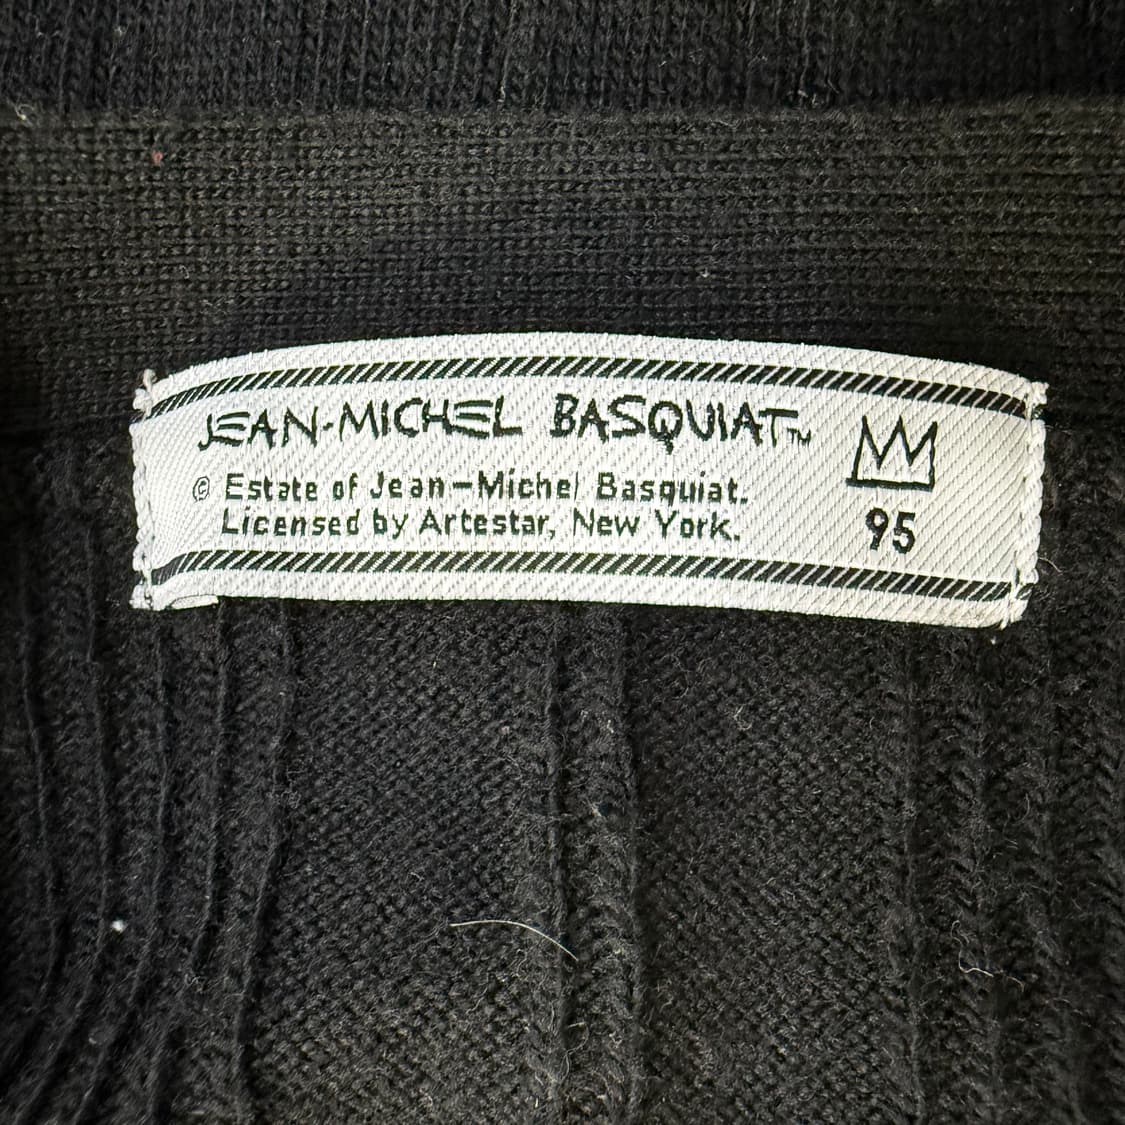 JEAN-MICHEL BASQUIAT™
© Estate of Jean-Michel Basquiat.
Licensed by Artestar, New York.
95